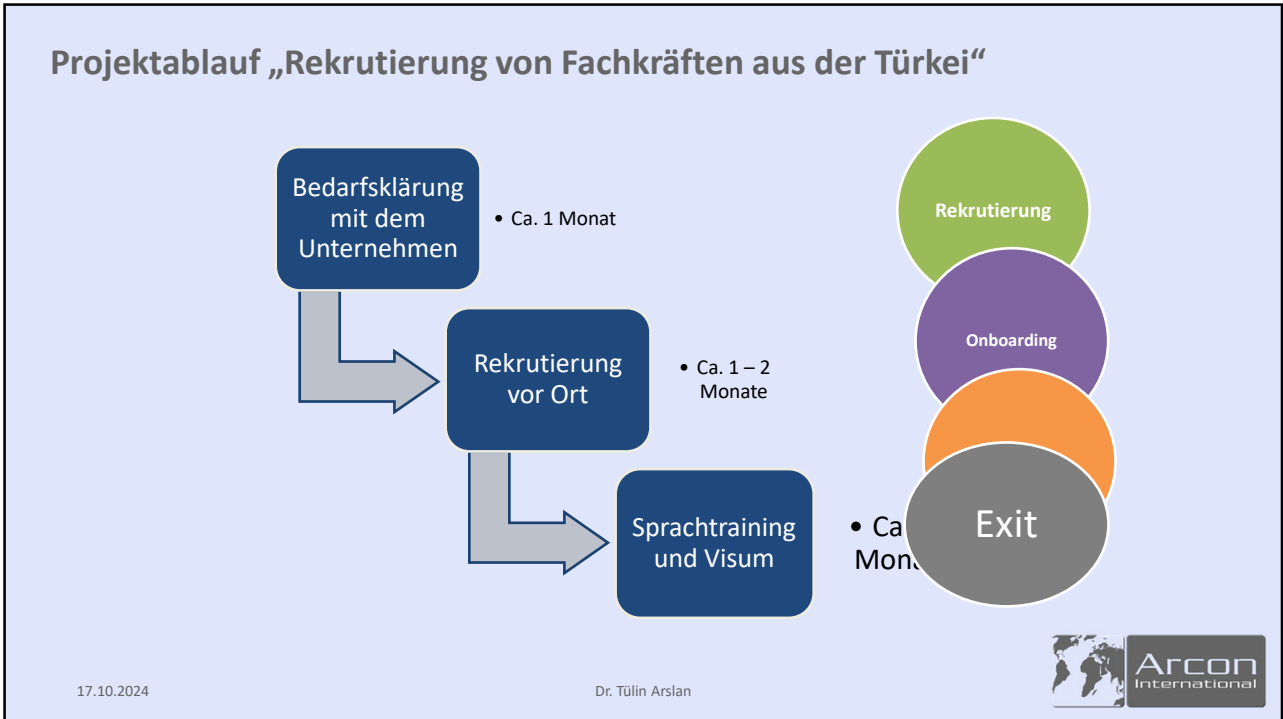 Projektablauf „Rekrutierung von Fachkräften aus der Türkei“
Bedarfsklärung
mit dem
Unternehmen
• Ca. 1 Monat
Rekrutierung
vor Ort
• Ca. 1 – 2
Monate
Sprachtraining
und Visum
• Ca
Rekrutierung
Onboarding
Exit
17.10.2024
Dr. Tülin Arslan
Arcon
International